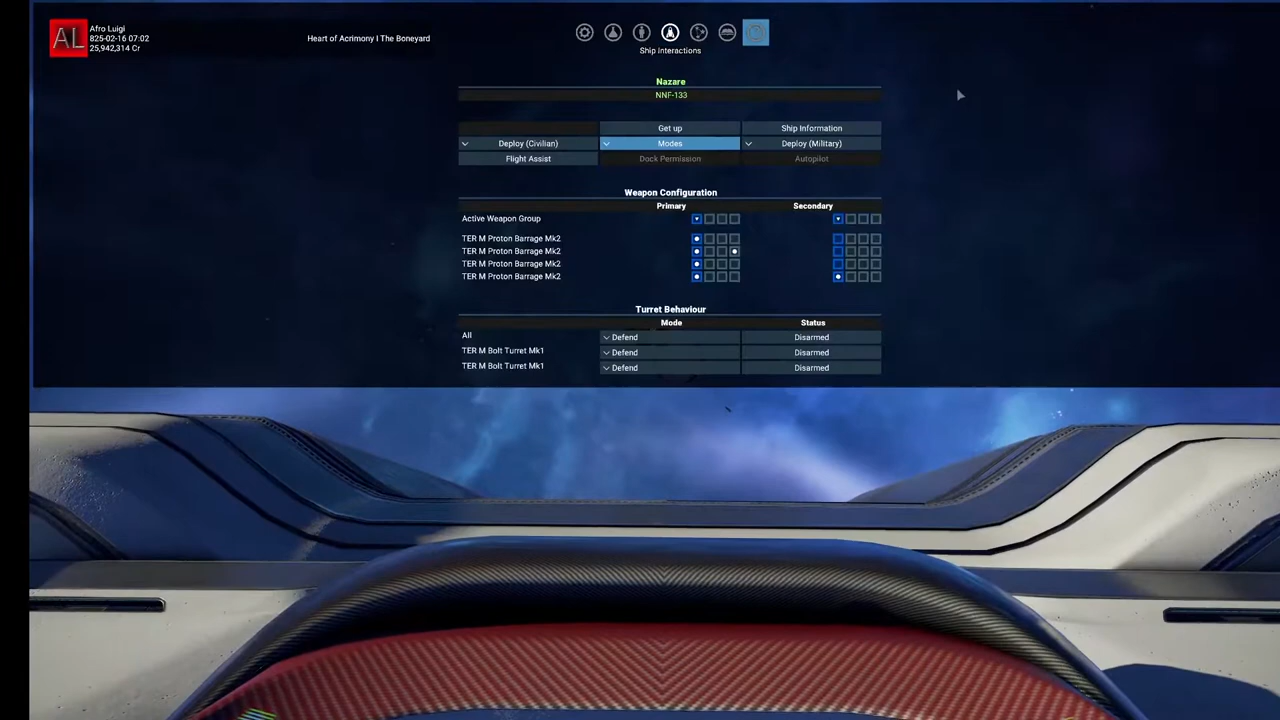 AL
Afro Luigi
825-02-16 07:02
25,942,314 Cr
Heart of Acrimony I The Boneyard
Ship Interactions
Nazare
NNF-133
Get up
Ship Information
Deploy (Civilian)
Modes
Deploy (Military)
Flight Assist
Dock Permission
Autopilot
Weapon Configuration
Primary
Secondary
Active Weapon Group
TER M Proton Barrage Mk2
TER M Proton Barrage Mk2
TER M Proton Barrage Mk2
TER M Proton Barrage Mk2
Turret Behaviour
Mode
Status
All
Defend
Disarmed
TER M Bolt Turret Mk1
Defend
Disarmed
TER M Bolt Turret Mk1
Defend
Disarmed